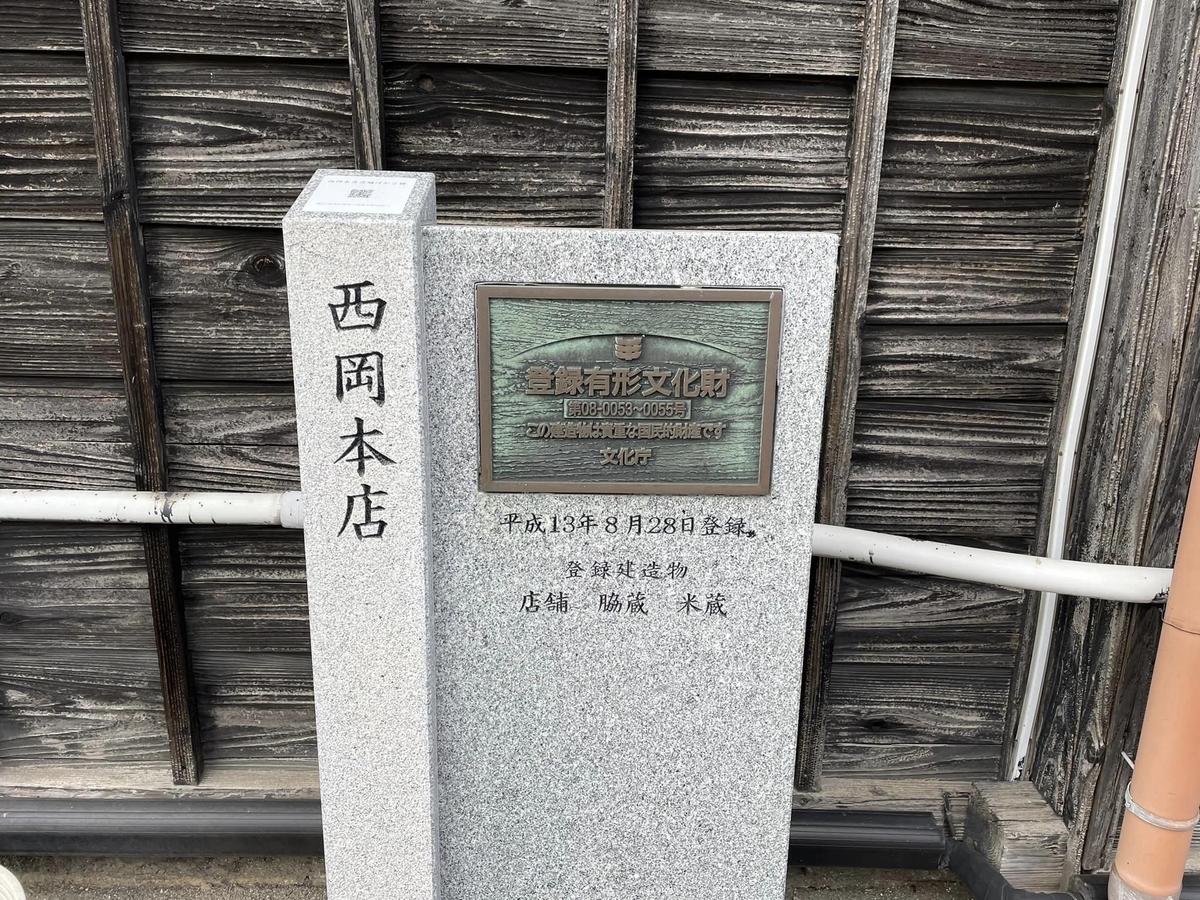 西岡本店
登録有形文化財
第08-0053~0055号
この建造物は貴重な国民的財産です
文化庁
平成13年8月28日登録
登録建造物
店舗 脇蔵 米蔵